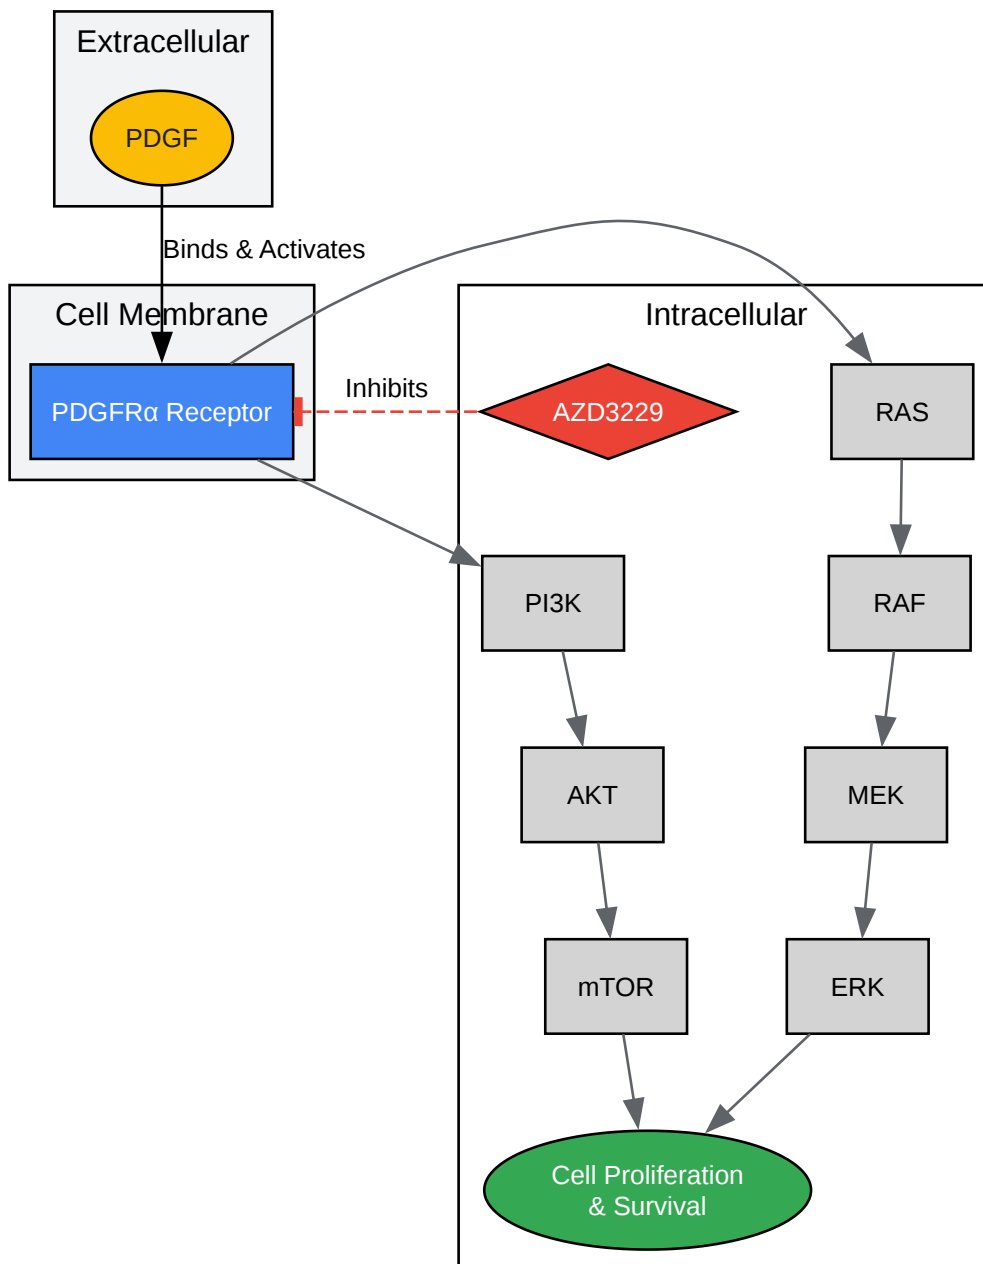 Extracellular
PDGF
Binds & Activates
Cell Membrane
Intracellular
PDGFRα Receptor
Inhibits
AZD3229
RAS
PI3K
RAF
AKT
MEK
mTOR
ERK
Cell Proliferation
& Survival